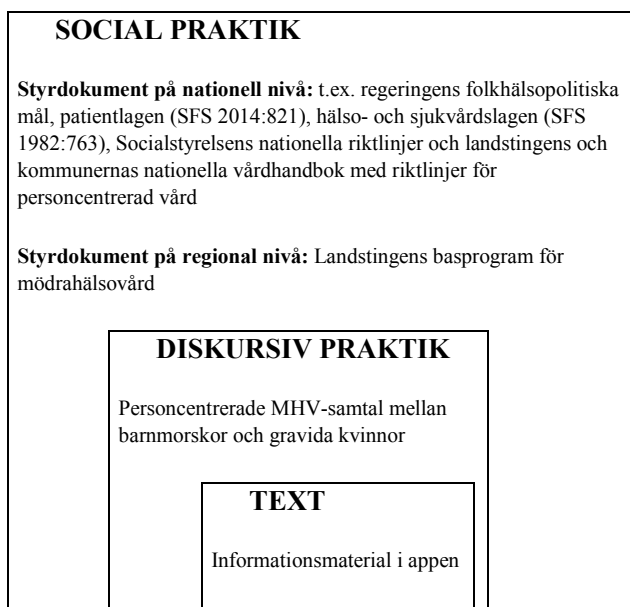 SOCIAL PRAKTIK
Styrdokument på nationell nivå: t.ex. regeringens folkhälsopolitiska
mål, patientlagen (SFS 2014:821), hälso- och sjukvårdslagen (SFS
1982:763), Socialstyrelsens nationella riktlinjer och landstingens och
kommunernas nationella vårdhandbok med riktlinjer för
personcentrerad vård
Styrdokument på regional nivå: Landstingens basprogram för
mödrahälsovård
DISKURSIV PRAKTIK
Personcentrerade MHV-samtal mellan
barnmorskor och gravida kvinnor
TEXT
Informationsmaterial i appen